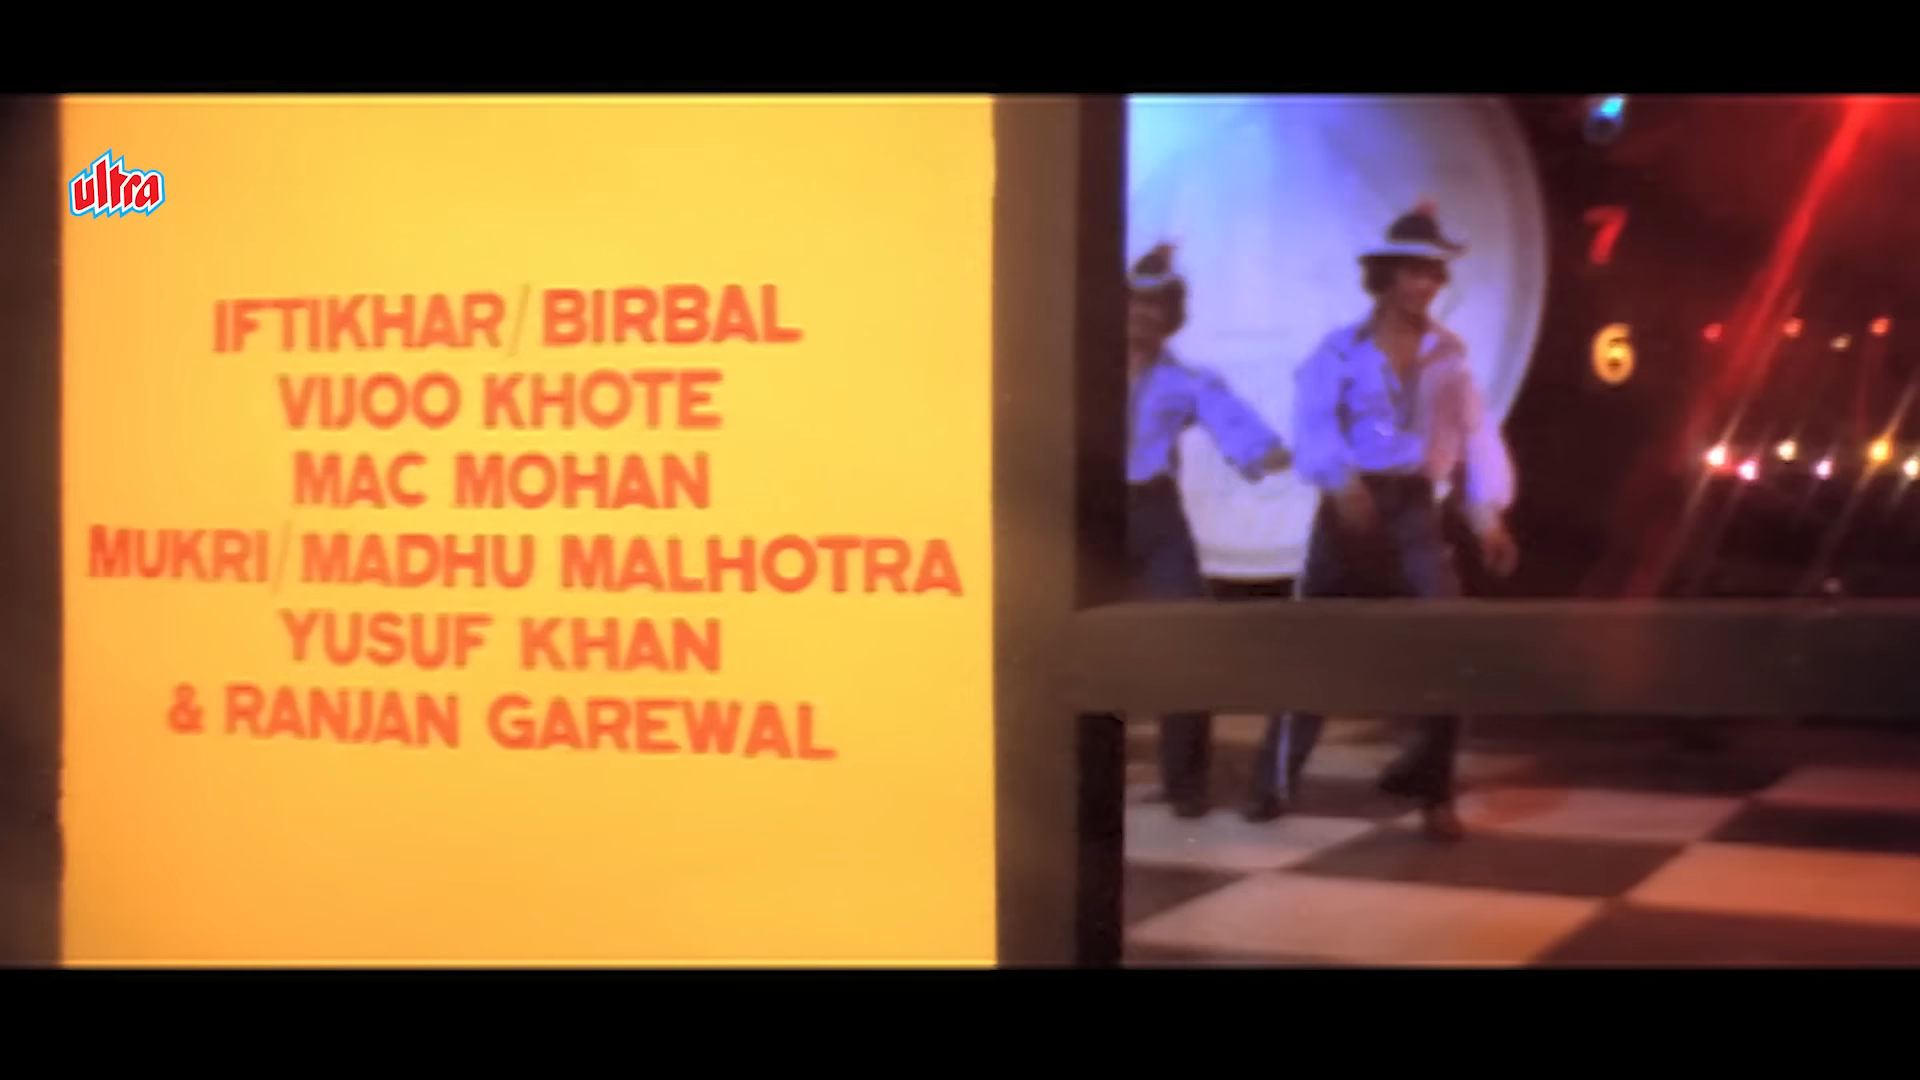 ultra
IFTIKHAR/BIRBAL
VIJOO KHOTE
MAC MOHAN
MUKRI/MADHU MALHOTRA
YUSUF KHAN
& RANJAN GAREWAL
7
6